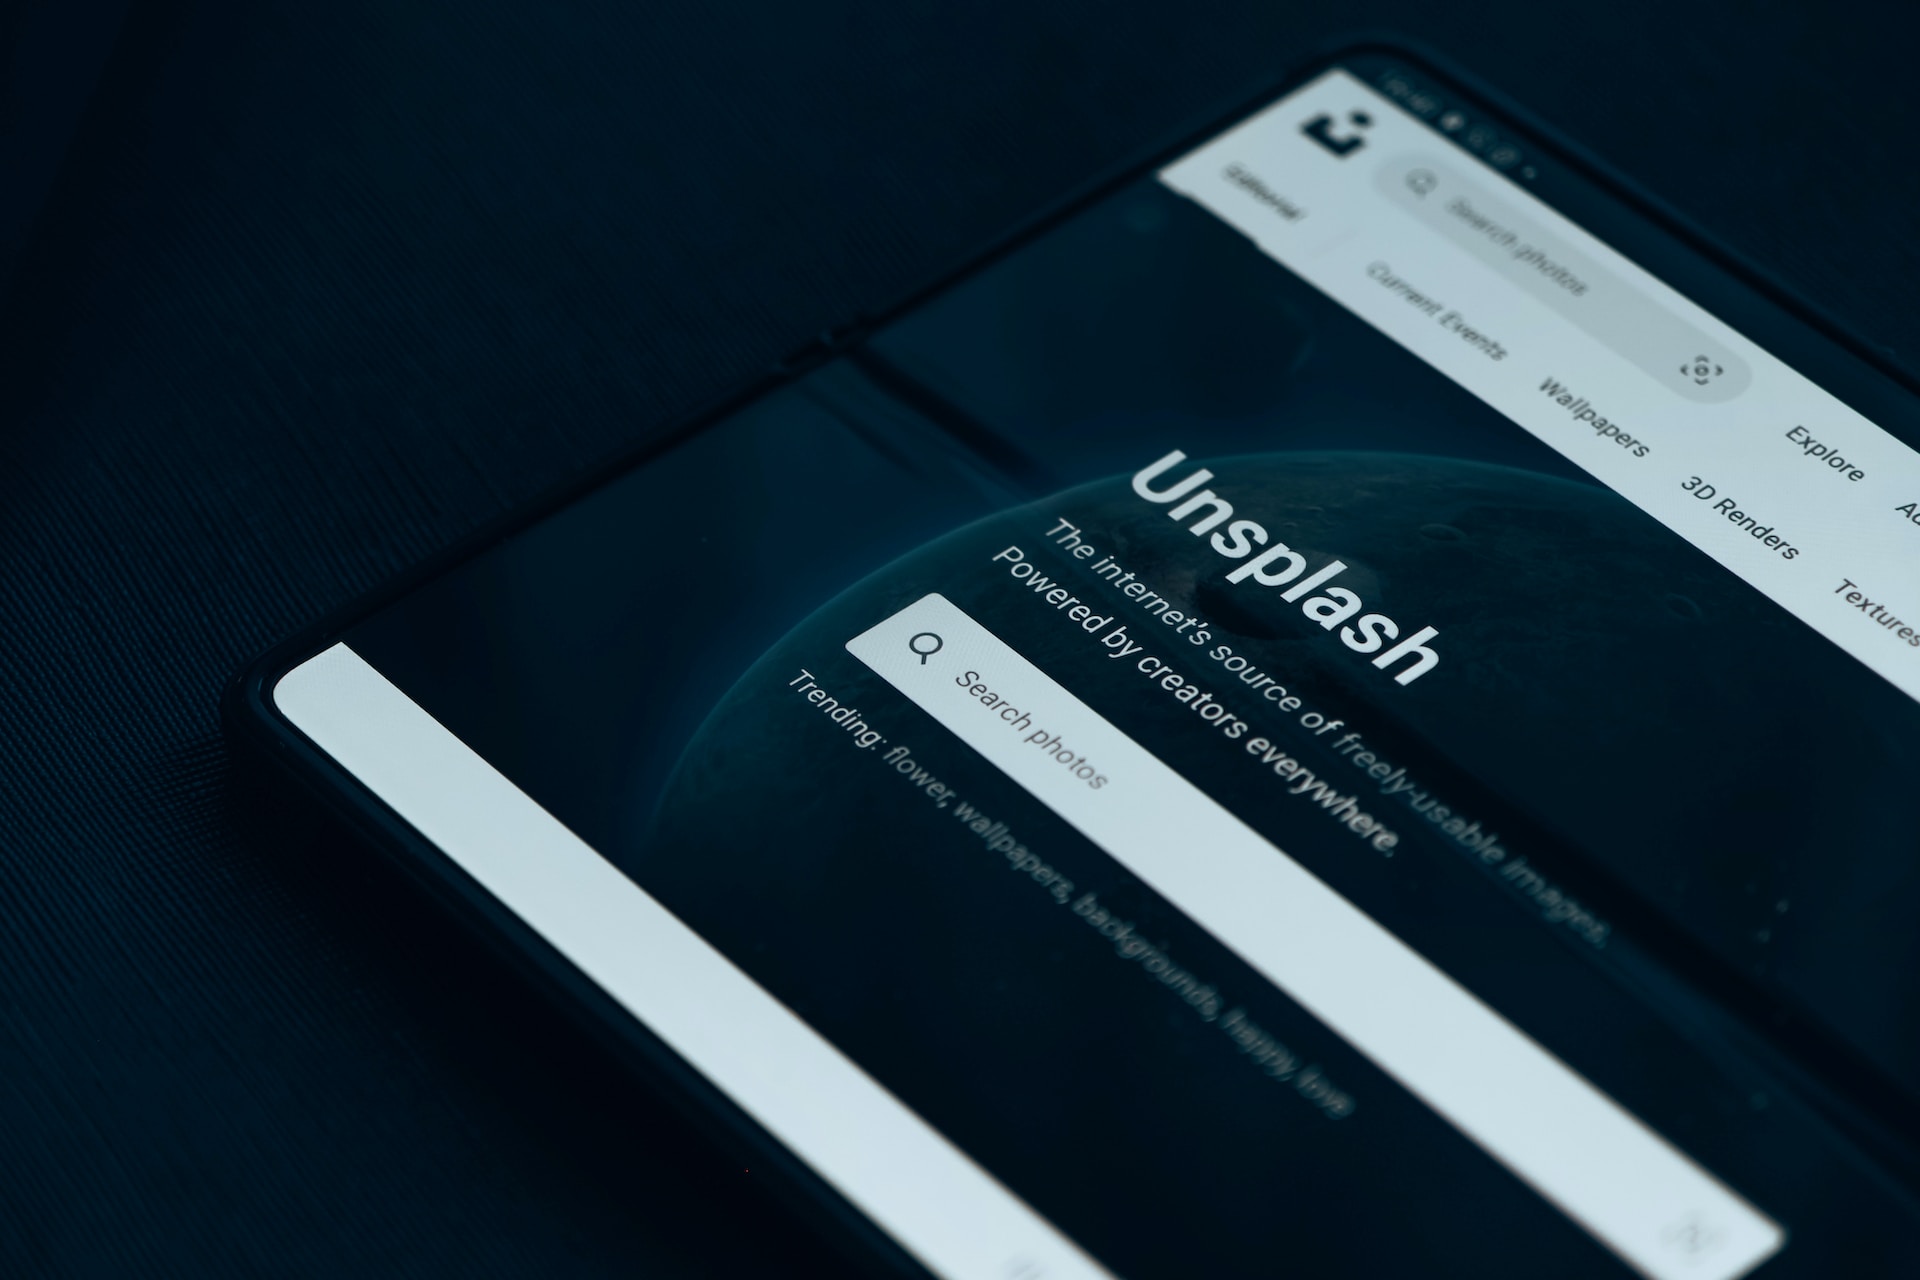 Search photos
Explore
Editorial
Current Events
Wallpapers
3D Renders
Textures
Unsplash
The internet's source of freely-usable images.
Powered by creators everywhere.
Search photos
Trending: flower, wallpapers, backgrounds, happy, love